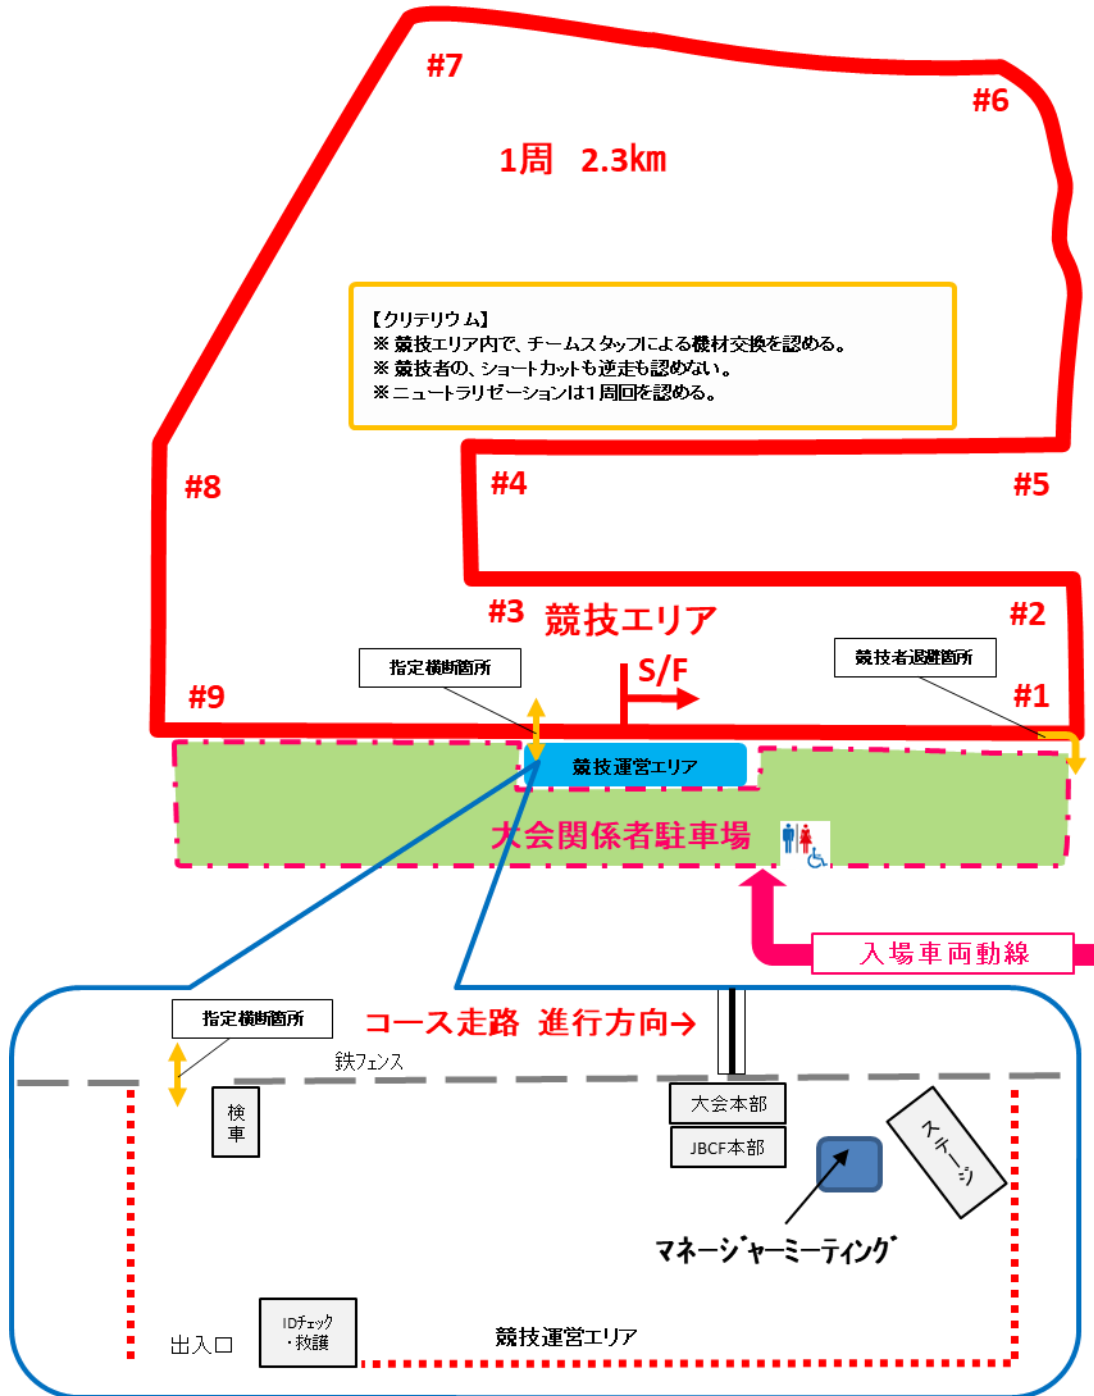 #7
#6
1周 2.3㎞
【クリテリウム】
※ 競技エリア内で、チームスタッフによる機材交換を認める。
※ 競技者の、ショートカットも逆走も認めない。
※ニュートラリゼーションは1周回を認める。
#8
#4
#5
#3
競技エリア
#2
指定横断箇所
競技者退避箇所
S/F
#9
#1
競技運営エリア
大会関係者駐車場
入場車両動線
指定横断箇所
コース走路 進行方向→
鉄フェンス
検車
大会本部
JBCF本部
ステージ
マネージャーミーティング
IDチェック
・救護
出入口
競技運営エリア